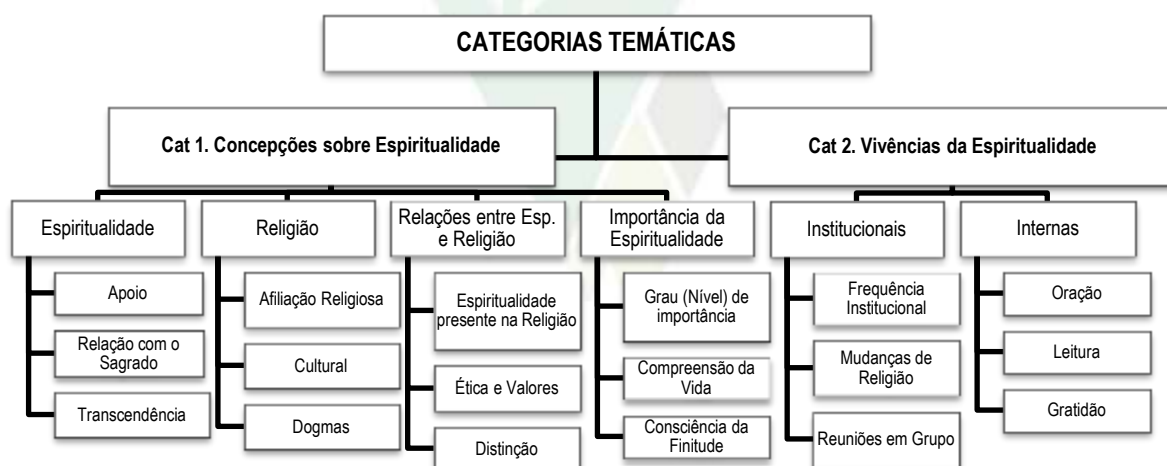 CATEGORIAS TEMÁTICAS
Cat 1. Concepções sobre Espiritualidade
Cat 2. Vivências da Espiritualidade
Espiritualidade
Religião
Relações entre Esp.
e Religião
Importância da
Espiritualidade
Institucionais
Internas
Apoio
Relação com o
Sagrado
Transcendência
Afiliação Religiosa
Cultural
Dogmas
Espiritualidade
presente na Religião
Ética e Valores
Distinção
Grau (Nível) de
importância
Compreensão da
Vida
Consciência da
Finitude
Frequência
Institucional
Mudanças de
Religião
Reuniões em Grupo
Oração
Leitura
Gratidão